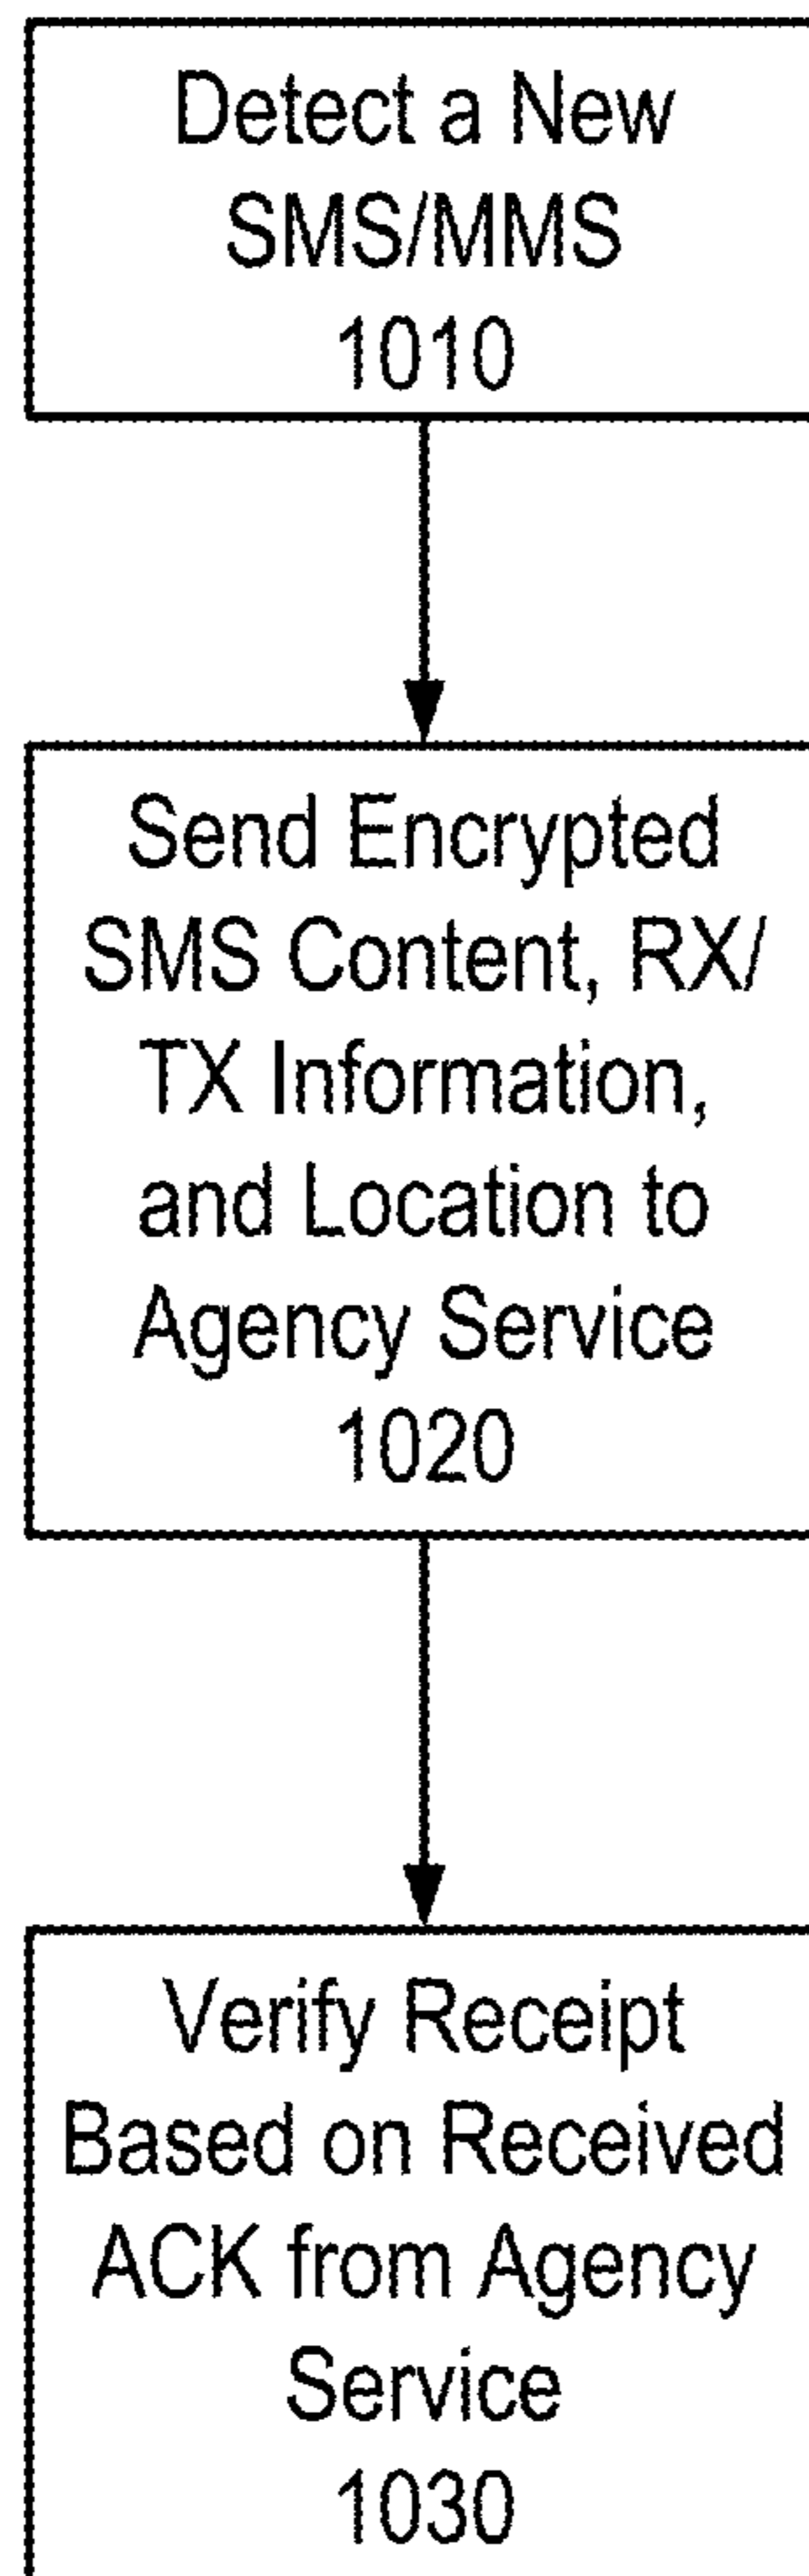 Detect a New
SMS/MMS
1010
Send Encrypted
SMS Content, RX/
TX Information,
and Location to
Agency Service
1020
Verify Receipt
Based on Received
ACK from Agency
Service
1030